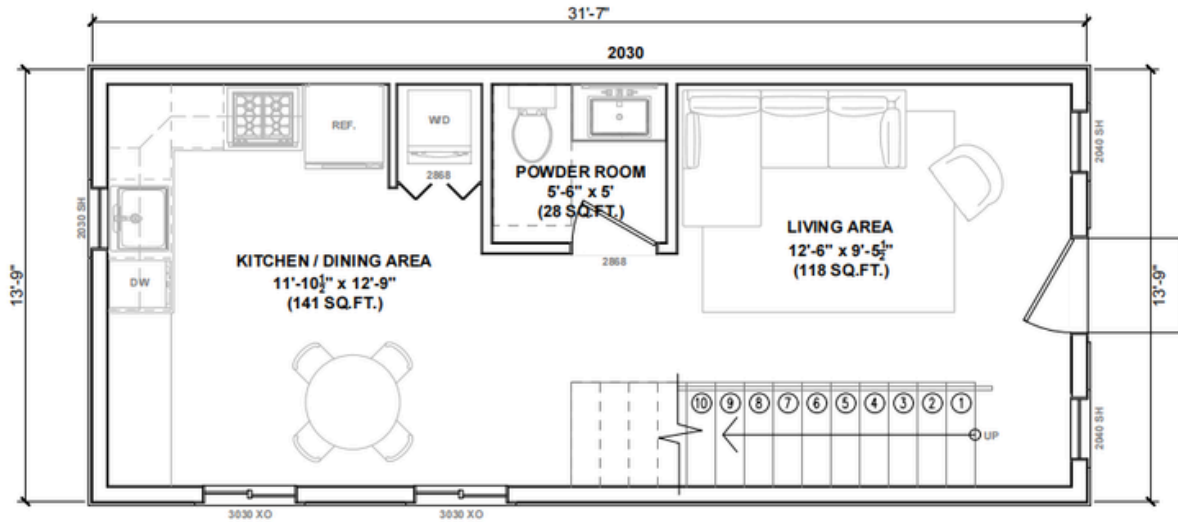 31'-7"
2030
REF.
W/D
2868
POWDER ROOM
5'-6" x 5'
(28 SQ.FT.)
2868
2040 SH
2030 SH
LIVING AREA
12'-6" x 9'-5½"
(118 SQ.FT.)
KITCHEN / DINING AREA
11'-10½" x 12'-9"
(141 SQ.FT.)
DW
13'-9"
13'-9"
10 9 8 7 6 5 4 3 2 1
UP
2040 SH
3030 XO
3030 XO